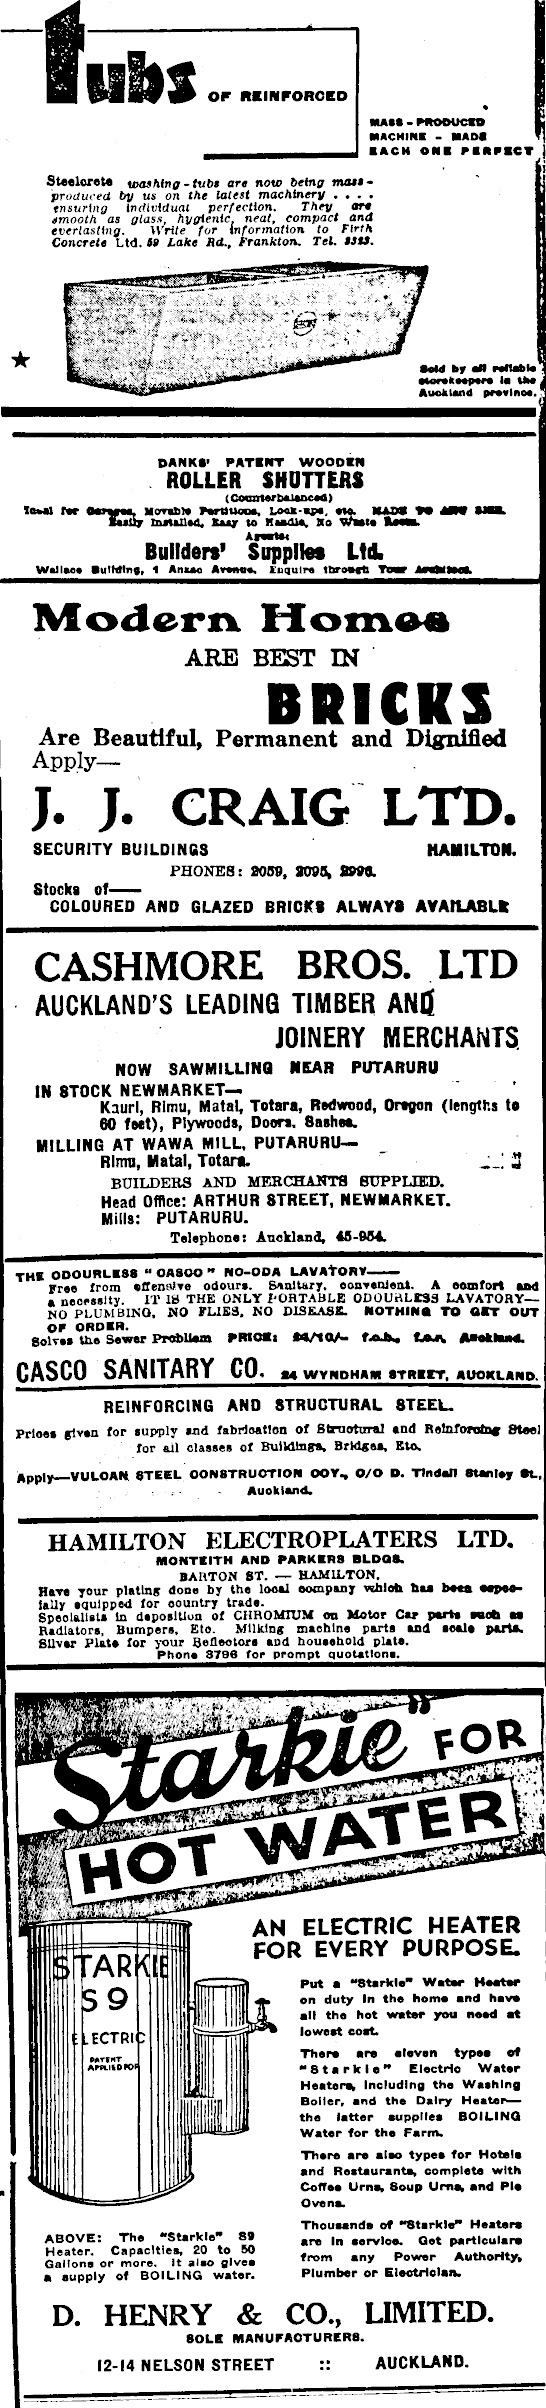 tubs
OF REINFORCED
MASS - PRODUCED
MACHINE - MADE
EACH ONE PERFECT
Steelcrete washing-tubs are now being mass-
produced by us on the latest machinery . . . .
ensuring individual perfection. They are
smooth as glass, hygienic, neat, compact and
everlasting. Write for information to Firth
Concrete Ltd. 59 Lake Rd., Frankton. Tel.
Sold by all reliable
storekeepers in the
Auckland province.
DANKS' PATENT WOODEN
ROLLER SHUTTERS
(Counterbalanced)
Ideal for Garages, Movable Partitions, Lock-ups, etc. MADE TO ANY SIZE.
Easily Installed, Easy to Handle, No Waste Room.
Agents:
Builders' Supplies Ltd.
Wallace Building, 1 Anzac Avenue. Enquire through Your Architect.
Modern Homes
ARE BEST IN
BRICKS
Are Beautiful, Permanent and Dignified
Apply—
J. J. CRAIG LTD.
SECURITY BUILDINGS HAMILTON.
PHONES: 2059, 2095, 2996.
Stocks of—
COLOURED AND GLAZED BRICKS ALWAYS AVAILABLE
CASHMORE BROS. LTD
AUCKLAND'S LEADING TIMBER AND
JOINERY MERCHANTS
NOW SAWMILLING NEAR PUTARURU
IN STOCK NEWMARKET—
Kauri, Rimu, Matai, Totara, Redwood, Oregon (lengths to
60 feet), Plywoods, Doors. Sashes.
MILLING AT WAWA MILL, PUTARURU—
Rimu, Matai, Totara.
BUILDERS AND MERCHANTS SUPPLIED.
Head Office: ARTHUR STREET, NEWMARKET.
Mills: PUTARURU.
Telephone: Auckland, 45-954.
THE ODOURLESS "CASCO" NO-ODA LAVATORY—
Free from offensive odours. Sanitary, convenient. A comfort and
a necessity. IT IS THE ONLY PORTABLE ODOURLESS LAVATORY—
NO PLUMBING, NO FLIES, NO DISEASE. NOTHING TO GET OUT
OF ORDER.
Solves the Sewer Problem PRICE: £4/10/- f.o.b., f.o.r., Auckland.
CASCO SANITARY CO. 24 WYNDHAM STREET, AUCKLAND.
REINFORCING AND STRUCTURAL STEEL.
Prices given for supply and fabrication of Structural and Reinforcing Steel
for all classes of Buildings, Bridges, Etc.
Apply—VULCAN STEEL CONSTRUCTION COY., C/O D. Tindall Stanley St.,
Auckland.
HAMILTON ELECTROPLATERS LTD.
MONTEITH AND PARKERS BLDGS.
BARTON ST. — HAMILTON.
Have your plating done by the local company which has been espec-
ially equipped for country trade.
Specialists in deposition of CHROMIUM on Motor Car parts such as
Radiators, Bumpers, Etc. Milking machine parts and scale parts.
Silver Plate for your Reflectors and household plate.
Phone 3796 for prompt quotations.
"Starkie" FOR
HOT WATER
STARKIE
S9
ELECTRIC
PATENT
APPLIED FOR
AN ELECTRIC HEATER
FOR EVERY PURPOSE.
Put a "Starkie" Water Heater
on duty in the home and have
all the hot water you need at
lowest cost.
There are eleven types of
"Starkie" Electric Water
Heaters, including the Washing
Boiler, and the Dairy Heater—
the latter supplies BOILING
Water for the Farm.
There are also types for Hotels
and Restaurants, complete with
Coffee Urns, Soup Urns, and Pie
Ovens.
Thousands of "Starkie" Heaters
are in service. Get particulars
from any Power Authority,
Plumber or Electrician.
ABOVE: The "Starkie" S9
Heater. Capacities, 20 to 50
Gallons or more. It also gives
a supply of BOILING water.
D. HENRY & CO., LIMITED.
SOLE MANUFACTURERS.
12-14 NELSON STREET :: AUCKLAND.